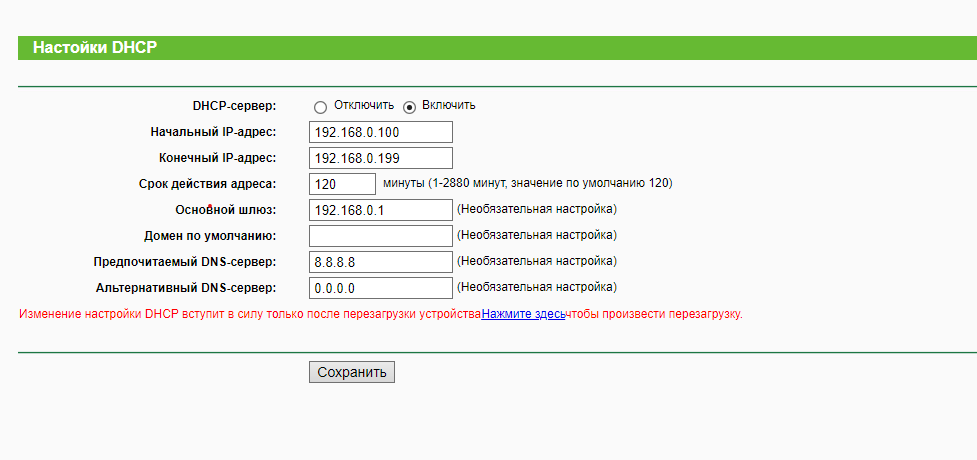 Настойки DHCP
DHCP-сервер: Отключить Включить
Начальный IP-адрес: 192.168.0.100
Конечный IP-адрес: 192.168.0.199
Срок действия адреса: 120 минуты (1-2880 минут, значение по умолчанию 120)
Основной шлюз: 192.168.0.1 (Необязательная настройка)
Домен по умолчанию: (Необязательная настройка)
Предпочитаемый DNS-сервер: 8.8.8.8 (Необязательная настройка)
Альтернативный DNS-сервер: 0.0.0.0 (Необязательная настройка)
Изменение настройки DHCP вступит в силу только после перезагрузки устройстваНажмите здесьчтобы произвести перезагрузку.
Сохранить